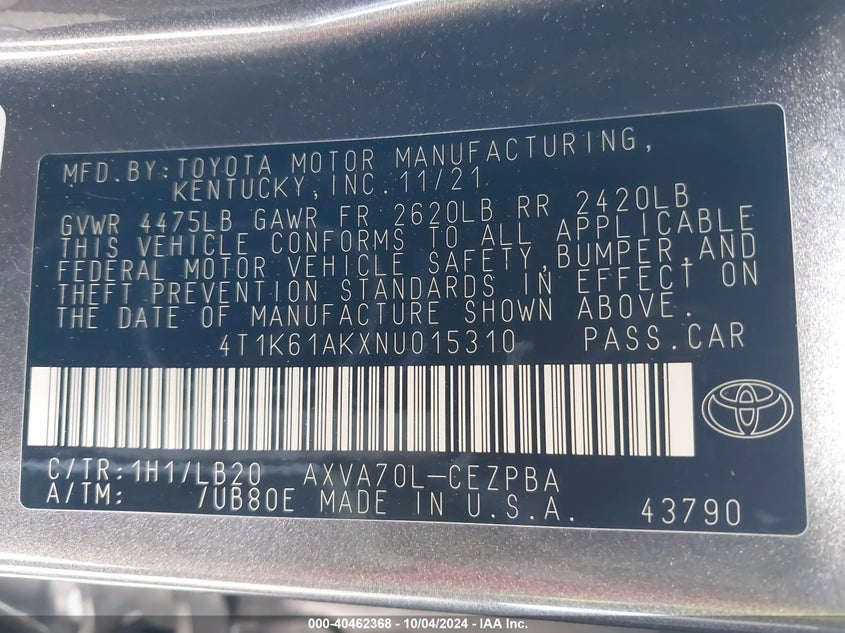 MFD.BY:TOYOTA MOTOR MANUFACTURING,
KENTUCKY,INC.11/21
GVWR 4475LB GAWR FR 2620LB RR 2420LB
THIS VEHICLE CONFORMS TO ALL APPLICABLE
FEDERAL MOTOR VEHICLE SAFETY,BUMPER,AND
THEFT PREVENTION STANDARDS IN EFFECT ON
THE DATE OF MANUFACTURE SHOWN ABOVE.
4T1K61AKXNU015310 PASS.CAR
C/TR:1H1/LB20 AXVA70L-CEZPBA
A/TM: /UB80E MADE IN U.S.A. 43790
000-40462368 - 10/04/2024 - IAA Inc.